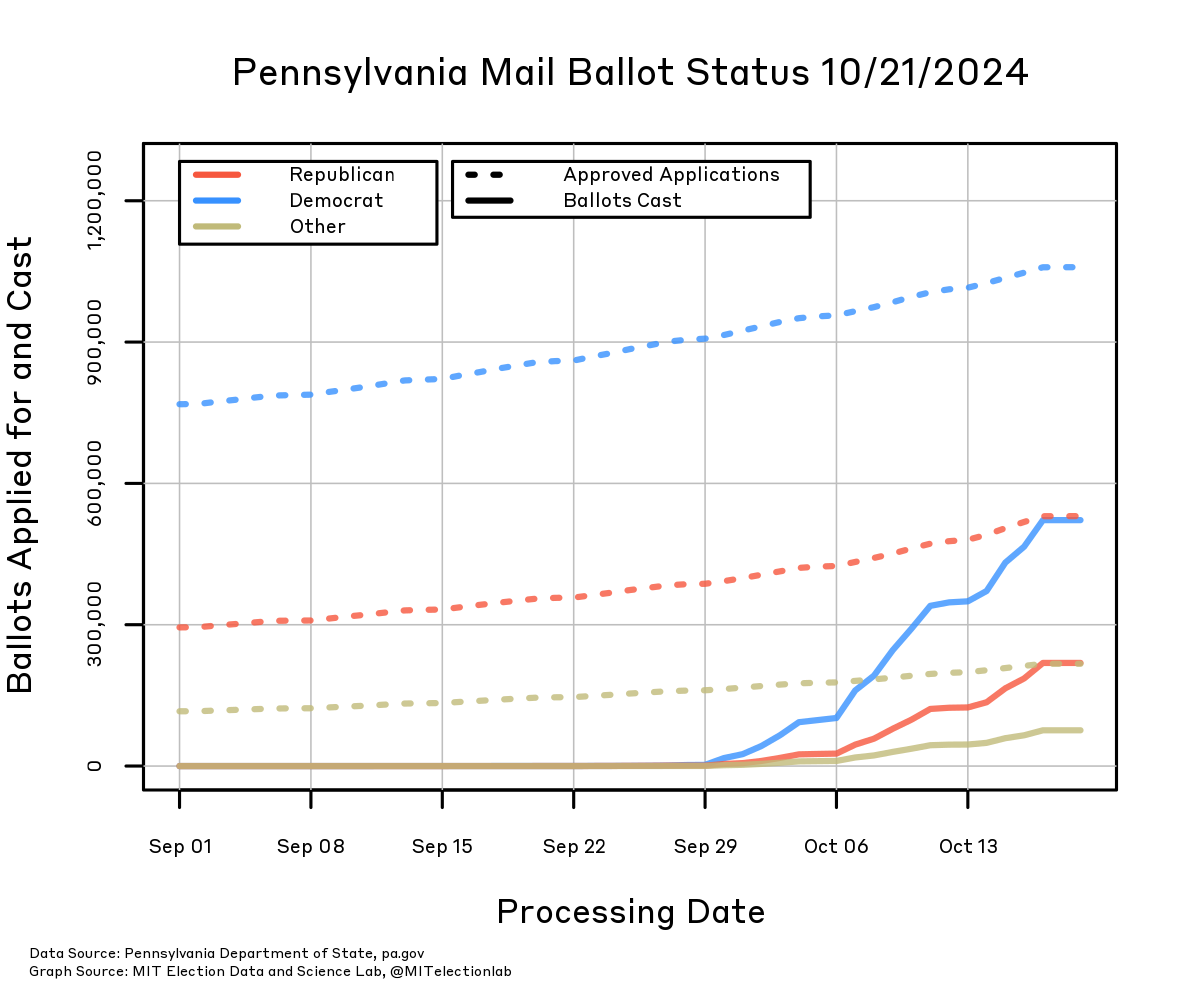 Pennsylvania Mail Ballot Status 10/21/2024
Republican
Democrat
Other
Approved Applications
Ballots Cast
Ballots Applied for and Cast
1,200,000
900,000
600,000
300,000
0
Sep 01
Sep 08
Sep 15
Sep 22
Sep 29
Oct 06
Oct 13
Processing Date
Data Source: Pennsylvania Department of State, pa.gov
Graph Source: MIT Election Data and Science Lab, @MITelectionlab